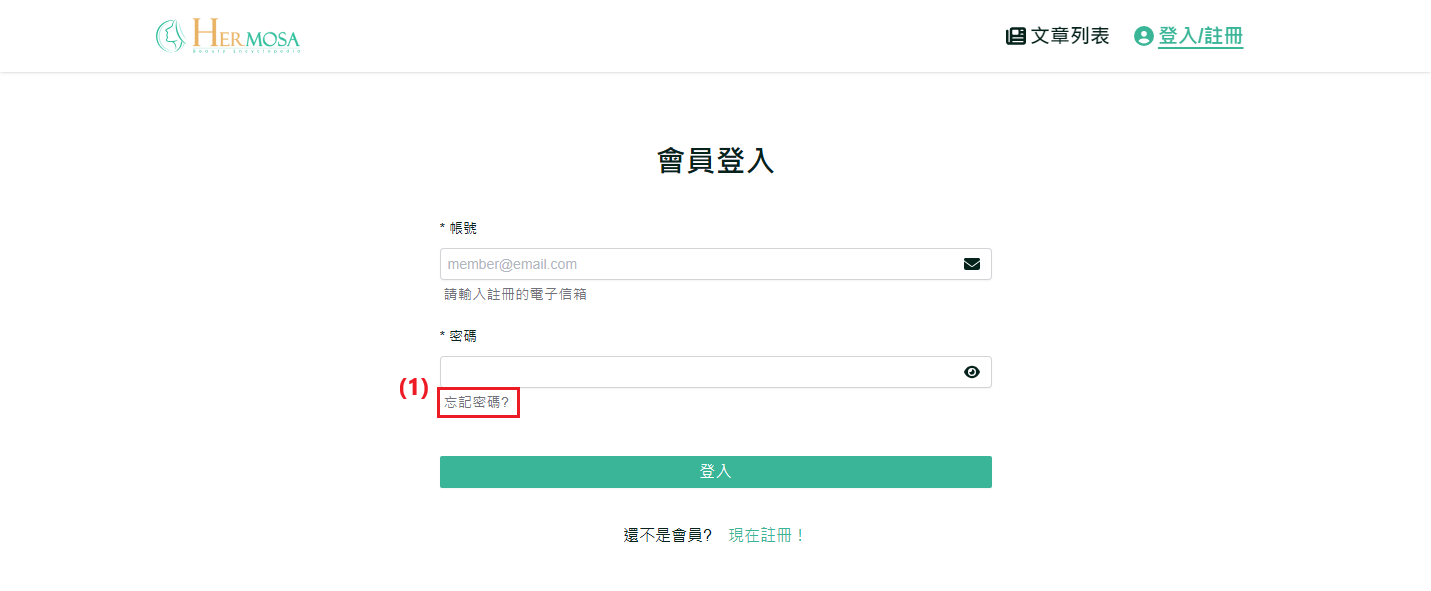 HERMOSA
Beauty Encyclopedia
文章列表
登入/註冊
會員登入
* 帳號
member@email.com
請輸入註冊的電子信箱
* 密碼
(1)
忘記密碼?
登入
還不是會員? 現在註冊！